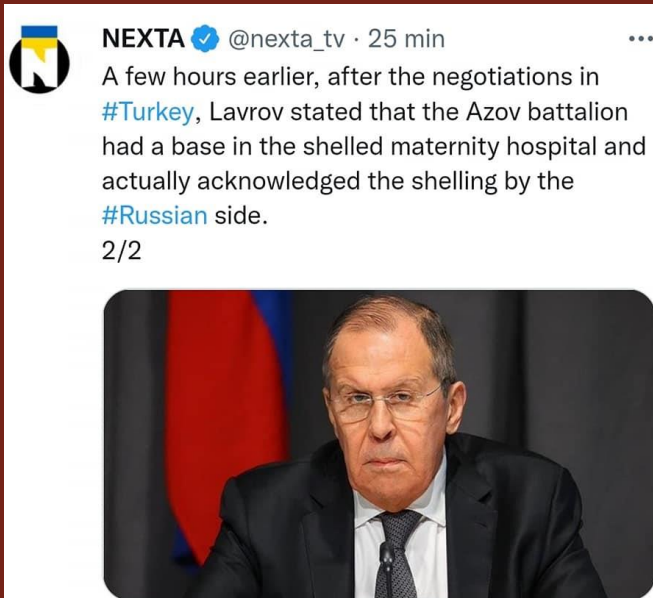 NEXTA @nexta_tv · 25 min
A few hours earlier, after the negotiations in
#Turkey, Lavrov stated that the Azov battalion
had a base in the shelled maternity hospital and
actually acknowledged the shelling by the
#Russian side.
2/2